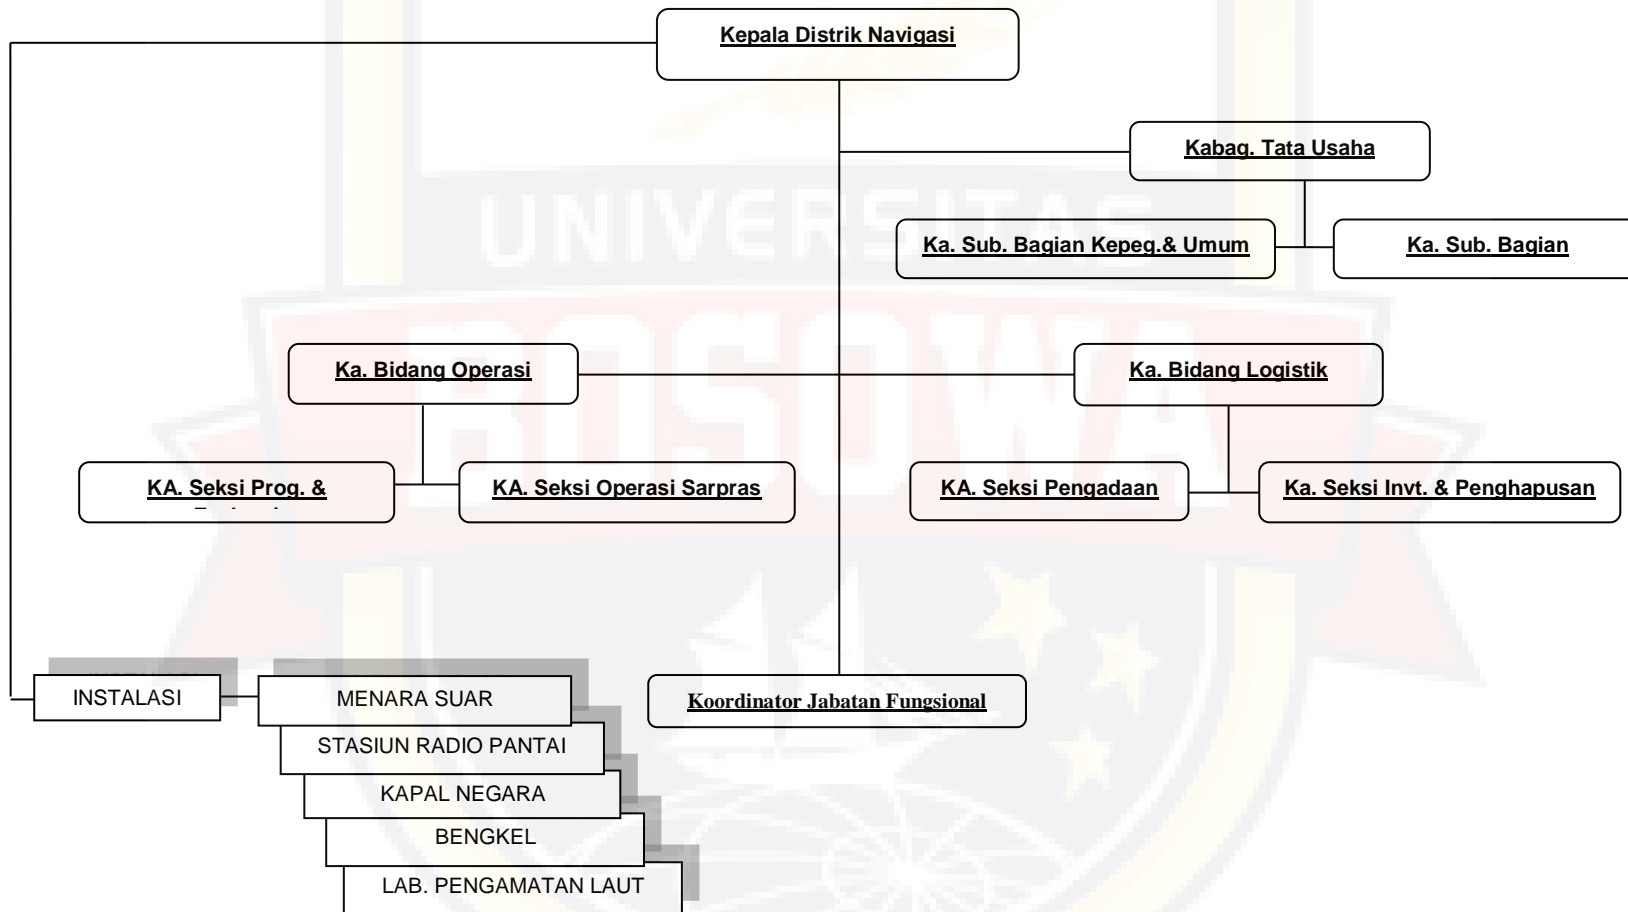 Kepala Distrik Navigasi
Kabag. Tata Usaha
UNIVERSITAS
Ka. Sub. Bagian Kepeg.& Umum
Ka. Sub. Bagian
BOSOWA
Ka. Bidang Operasi
Ka. Bidang Logistik
KA. Seksi Prog. &
KA. Seksi Operasi Sarpras
KA. Seksi Pengadaan
Ka. Seksi Invt. & Penghapusan
INSTALASI
MENARA SUAR
Koordinator Jabatan Fungsional
STASIUN RADIO PANTAI
KAPAL NEGARA
BENGKEL
LAB. PENGAMATAN LAUT